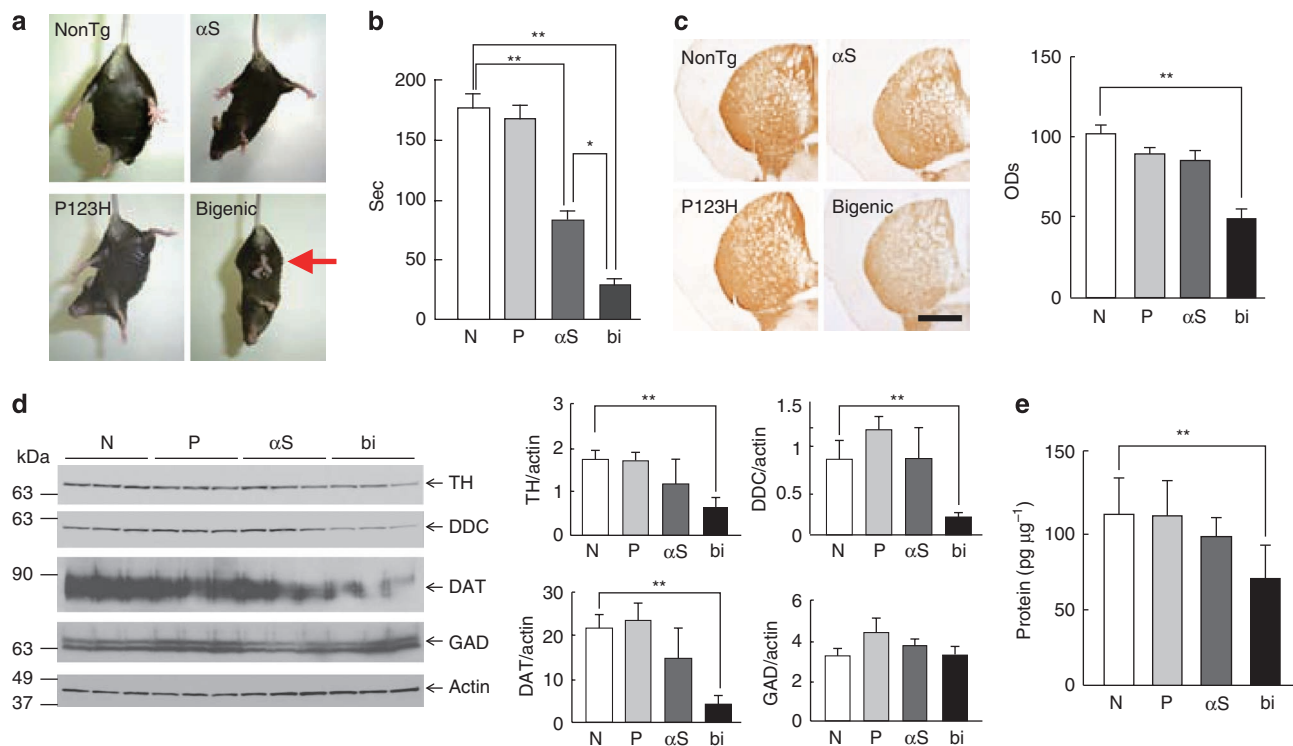 a
NonTg
αS
P123H
Bigenic
b
Sec
200
150
100
50
0
**
**
*
N P αS bi
c
NonTg
αS
P123H
Bigenic
ODs
150
100
50
0
**
N P αS bi
d
N P αS bi
kDa
63
63
90
63
49
37
TH
DDC
DAT
GAD
Actin
TH/actin
3
2
1
0
**
N P αS bi
DDC/actin
1.5
1
0.5
0
**
N P αS bi
DAT/actin
30
20
10
0
**
N P αS bi
GAD/actin
6
4
2
0
N P αS bi
e
Protein (pg μg⁻¹)
150
100
50
0
**
N P αS bi